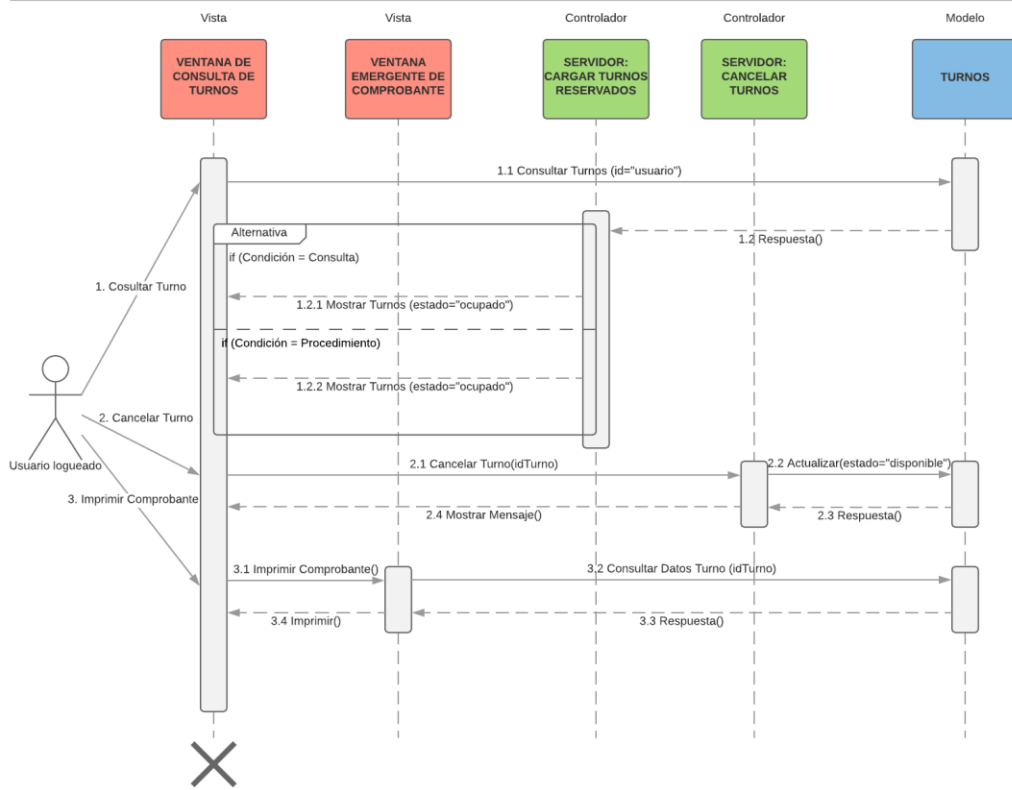 Vista
Vista
Controlador
Controlador
Modelo
VENTANA DE
CONSULTA DE
TURNOS
VENTANA
EMERGENTE DE
COMPROBANTE
SERVIDOR:
CARGAR TURNOS
RESERVADOS
SERVIDOR:
CANCELAR
TURNOS
TURNOS
1.1 Consultar Turnos (id="usuario")
Alternativa
1.2 Respuesta()
if (Condición = Consulta)
1. Cosultar Turno
1.2.1 Mostrar Turnos (estado="ocupado")
if (Condición = Procedimiento)
1.2.2 Mostrar Turnos (estado="ocupado")
2. Cancelar Turno
Usuario logueado
2.1 Cancelar Turno(idTurno)
2.2 Actualizar(estado="disponible")
3. Imprimir Comprobante
2.4 Mostrar Mensaje()
2.3 Respuesta()
3.1 Imprimir Comprobante()
3.2 Consultar Datos Turno (idTurno)
3.4 Imprimir()
3.3 Respuesta()